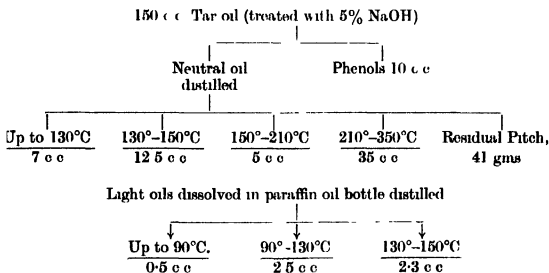 150 c c Tar oil (treated with 5% NaOH)
Neutral oil Phenols 10 c c
distilled
Up to 130°C 130°–150°C 150°–210°C 210°–350°C Residual Pitch,
7 c c 12 5 c c 5 c c 35 c c 41 gms
Light oils dissolved in paraffin oil bottle distilled
Up to 90°C. 90°-130°C 130°–150°C
0·5 c c 2 5 c c 2·3 c c